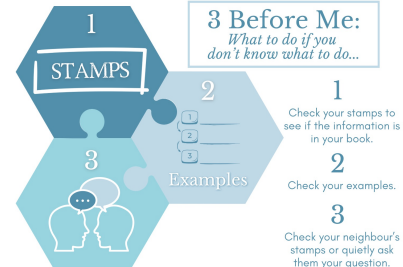 1
STAMPS
2
1
2
3
Examples
3
3 Before Me:
What to do if you
don't know what to do...
1
Check your stamps to
see if the information is
in your book.
2
Check your examples.
3
Check your neighbour's
stamps or quietly ask
them your question.